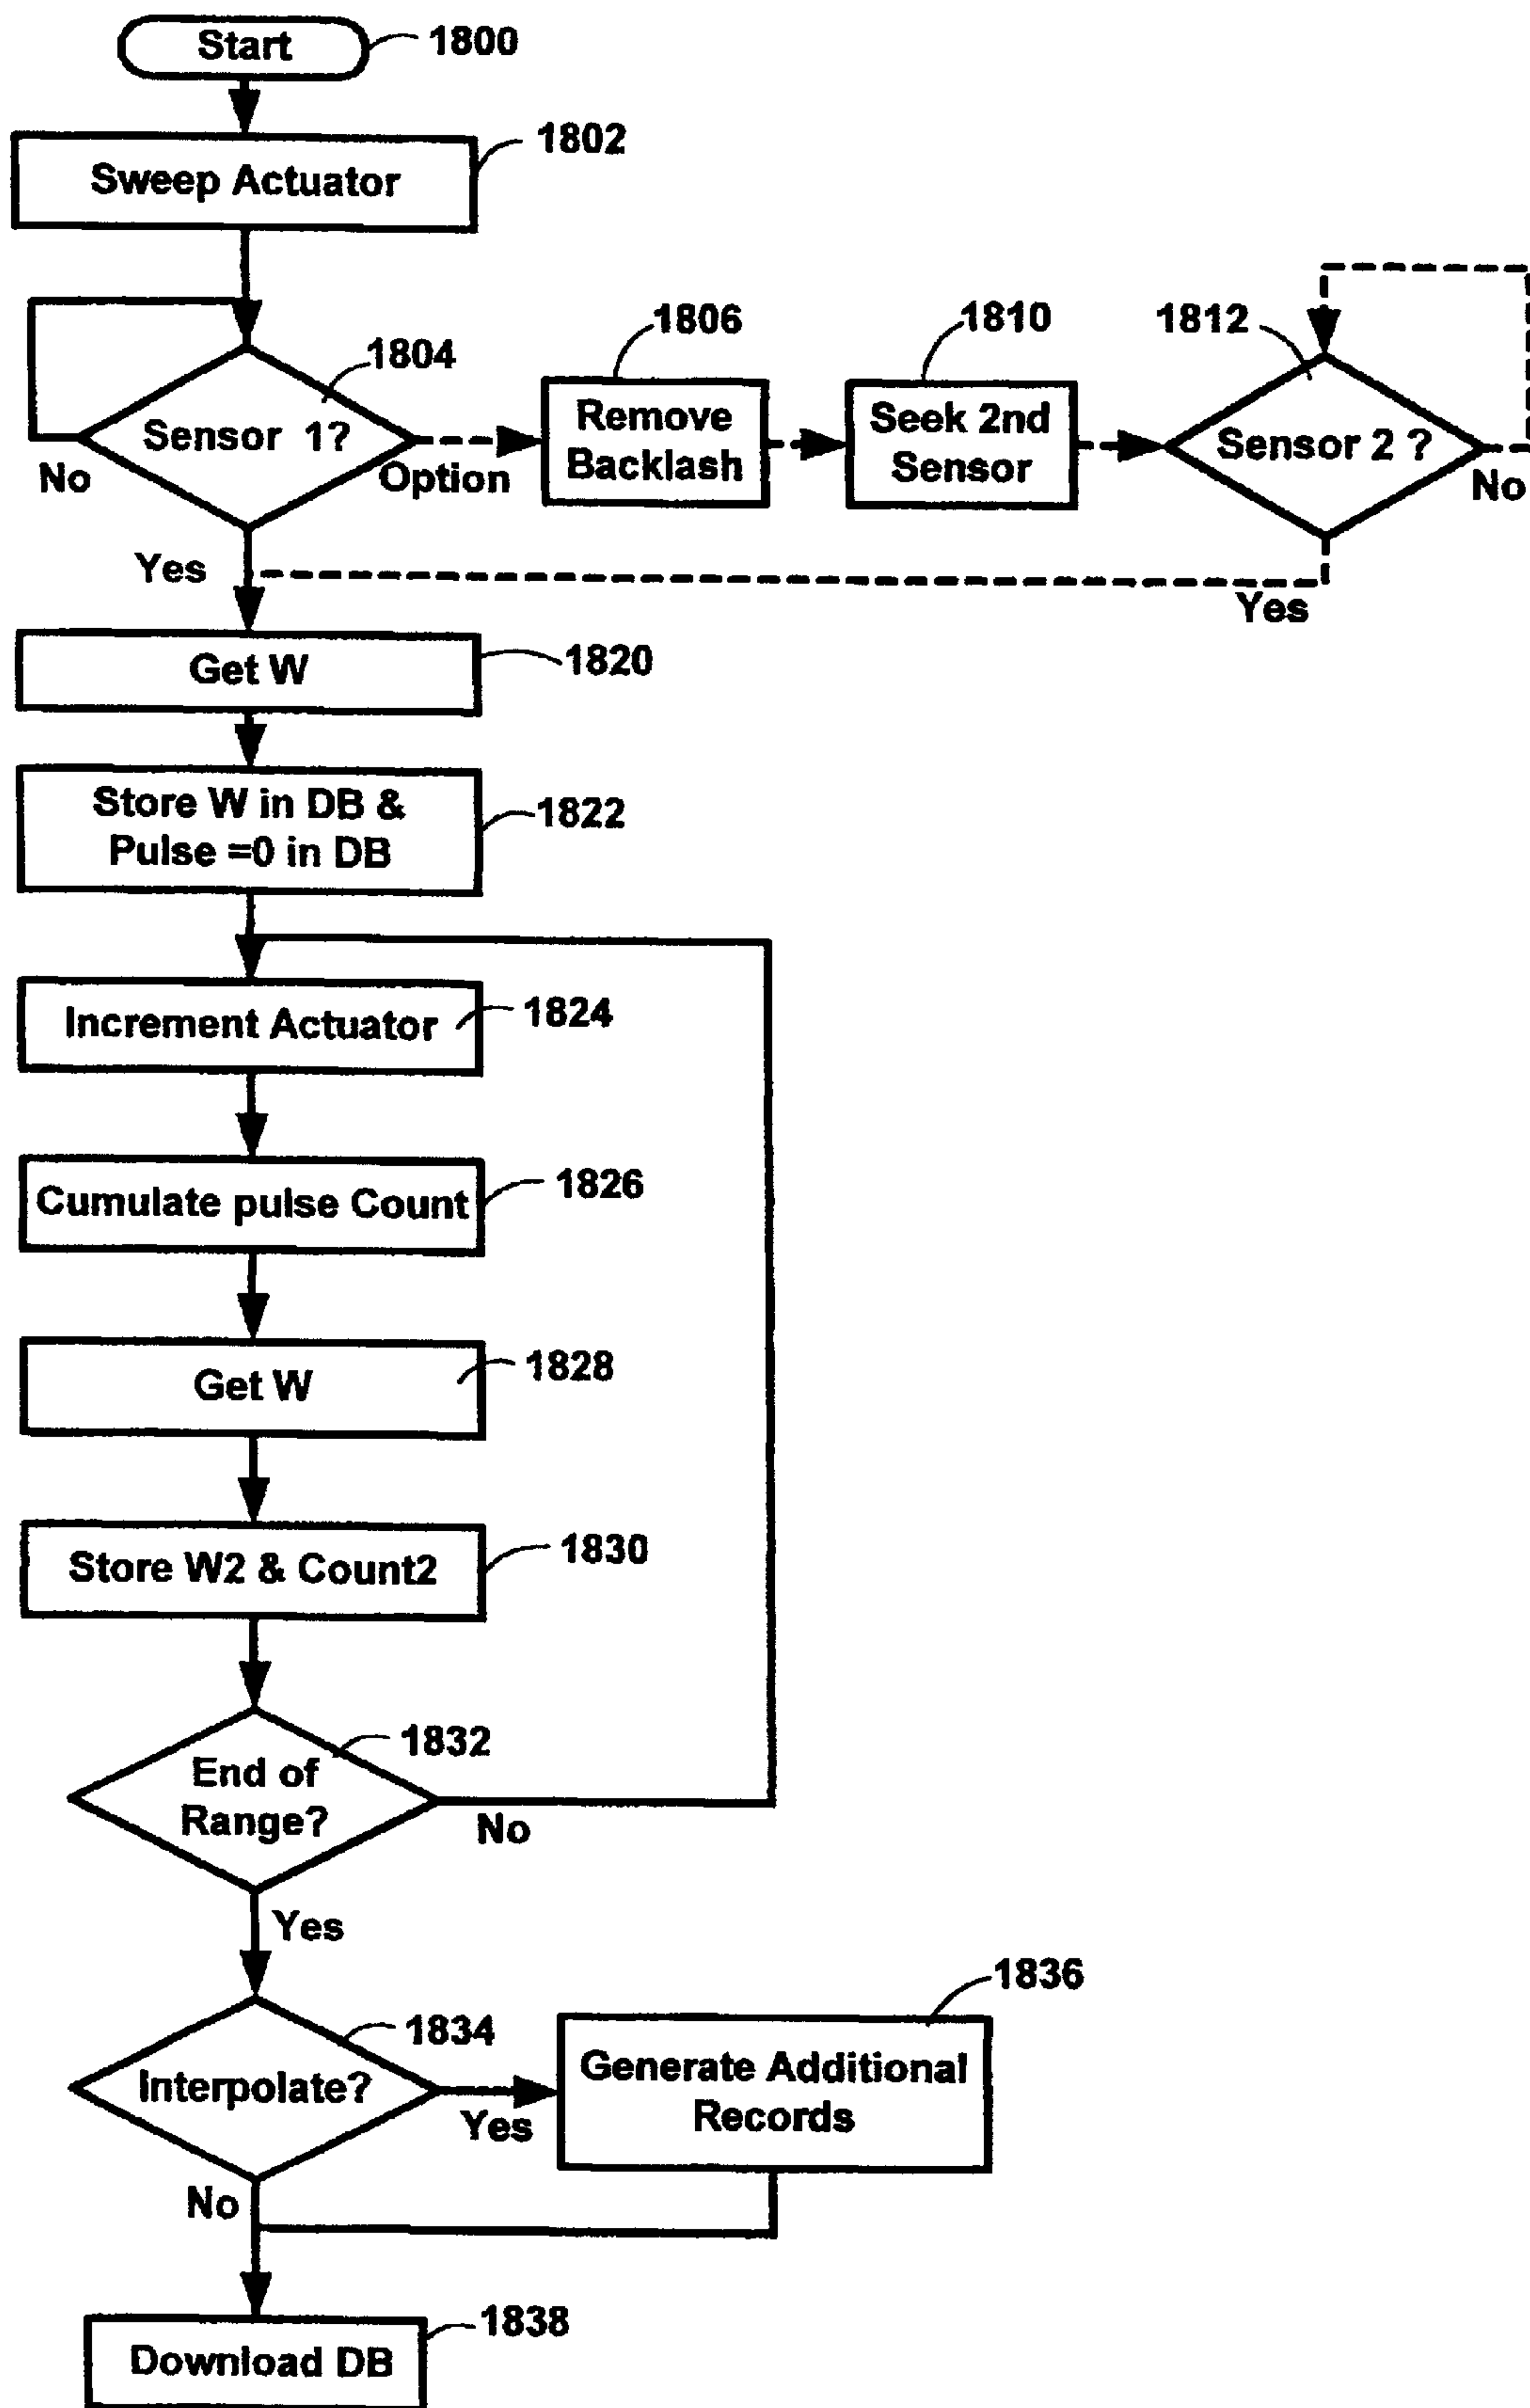 Start
1800
1802
Sweep Actuator
1804
Sensor 1?
No
Option
Yes
1806
Remove
Backlash
1810
Seek 2nd
Sensor
1812
Sensor 2 ?
No
Yes
1820
Get W
1822
Store W in DB &
Pulse =0 in DB
1824
Increment Actuator
1826
Cumulate pulse Count
1828
Get W
1830
Store W2 & Count2
1832
End of
Range?
No
Yes
1834
Interpolate?
Yes
No
1836
Generate Additional
Records
1838
Download DB